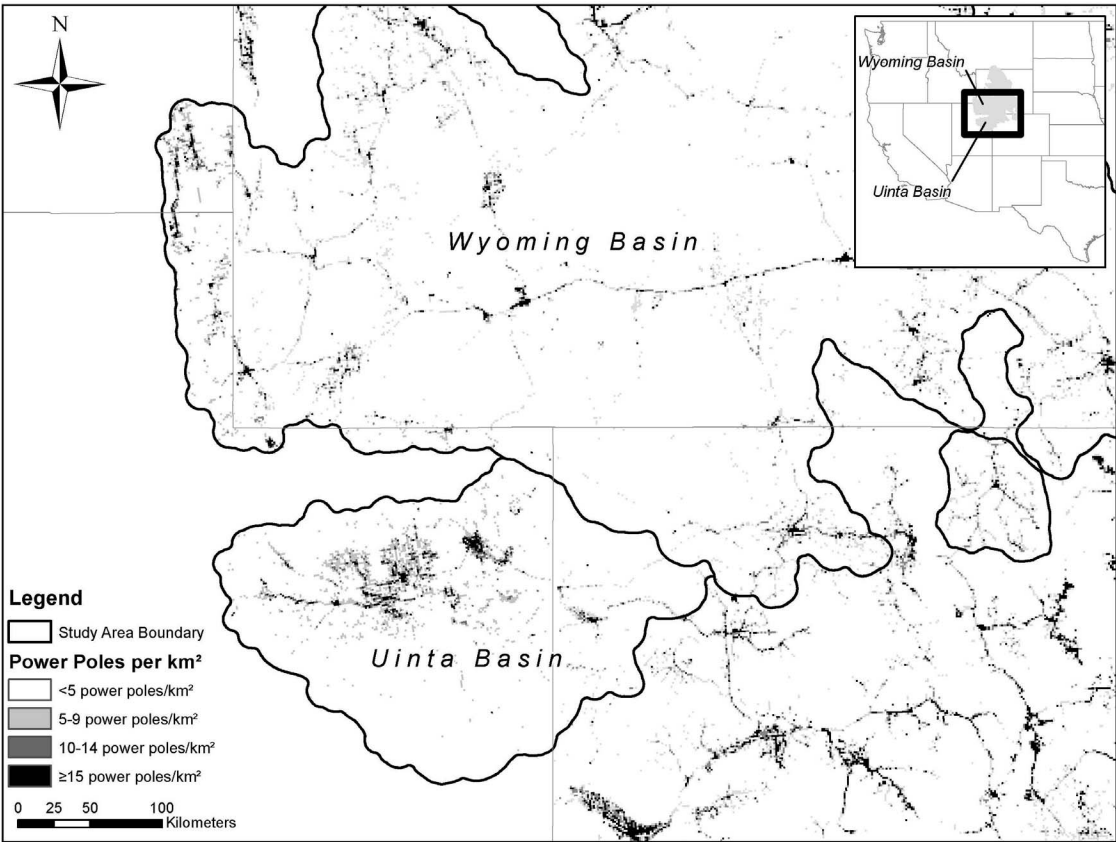 N
Wyoming Basin
Uinta Basin
Wyoming Basin
Uinta Basin
Legend
Study Area Boundary
Power Poles per km²
<5 power poles/km²
5-9 power poles/km²
10-14 power poles/km²
≥15 power poles/km²
0 25 50 100
Kilometers